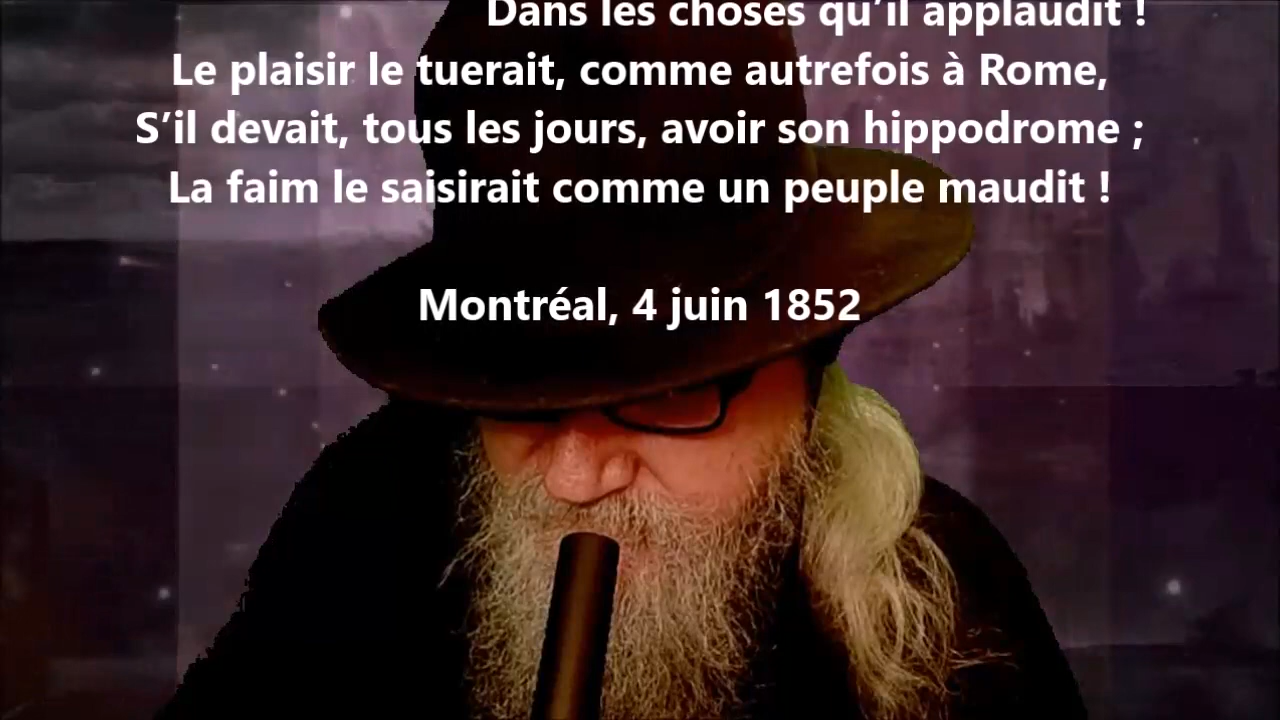 Dans les choses qu’il applaudit !
Le plaisir le tuerait, comme autrefois à Rome,
S’il devait, tous les jours, avoir son hippodrome ;
La faim le saisirait comme un peuple maudit !
Montréal, 4 juin 1852